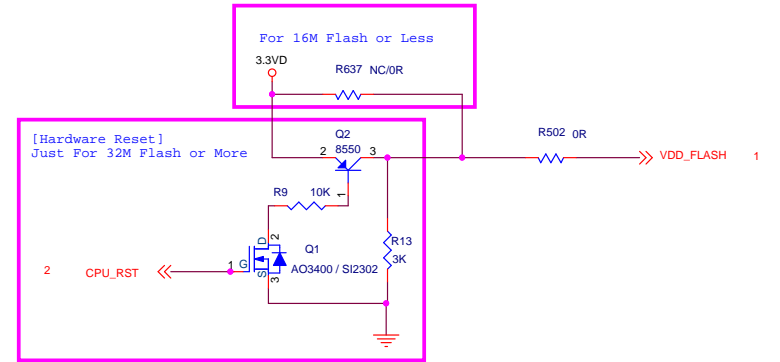 For 16M Flash or Less
3.3VD
R637 NC/0R
[Hardware Reset]
Just For 32M Flash or More
Q2
8550
2 3
1
R502 0R
VDD_FLASH 1
R9 10K
2
D
Q1
R13
3K
1 G
S
3
AO3400 / SI2302
2 CPU_RST